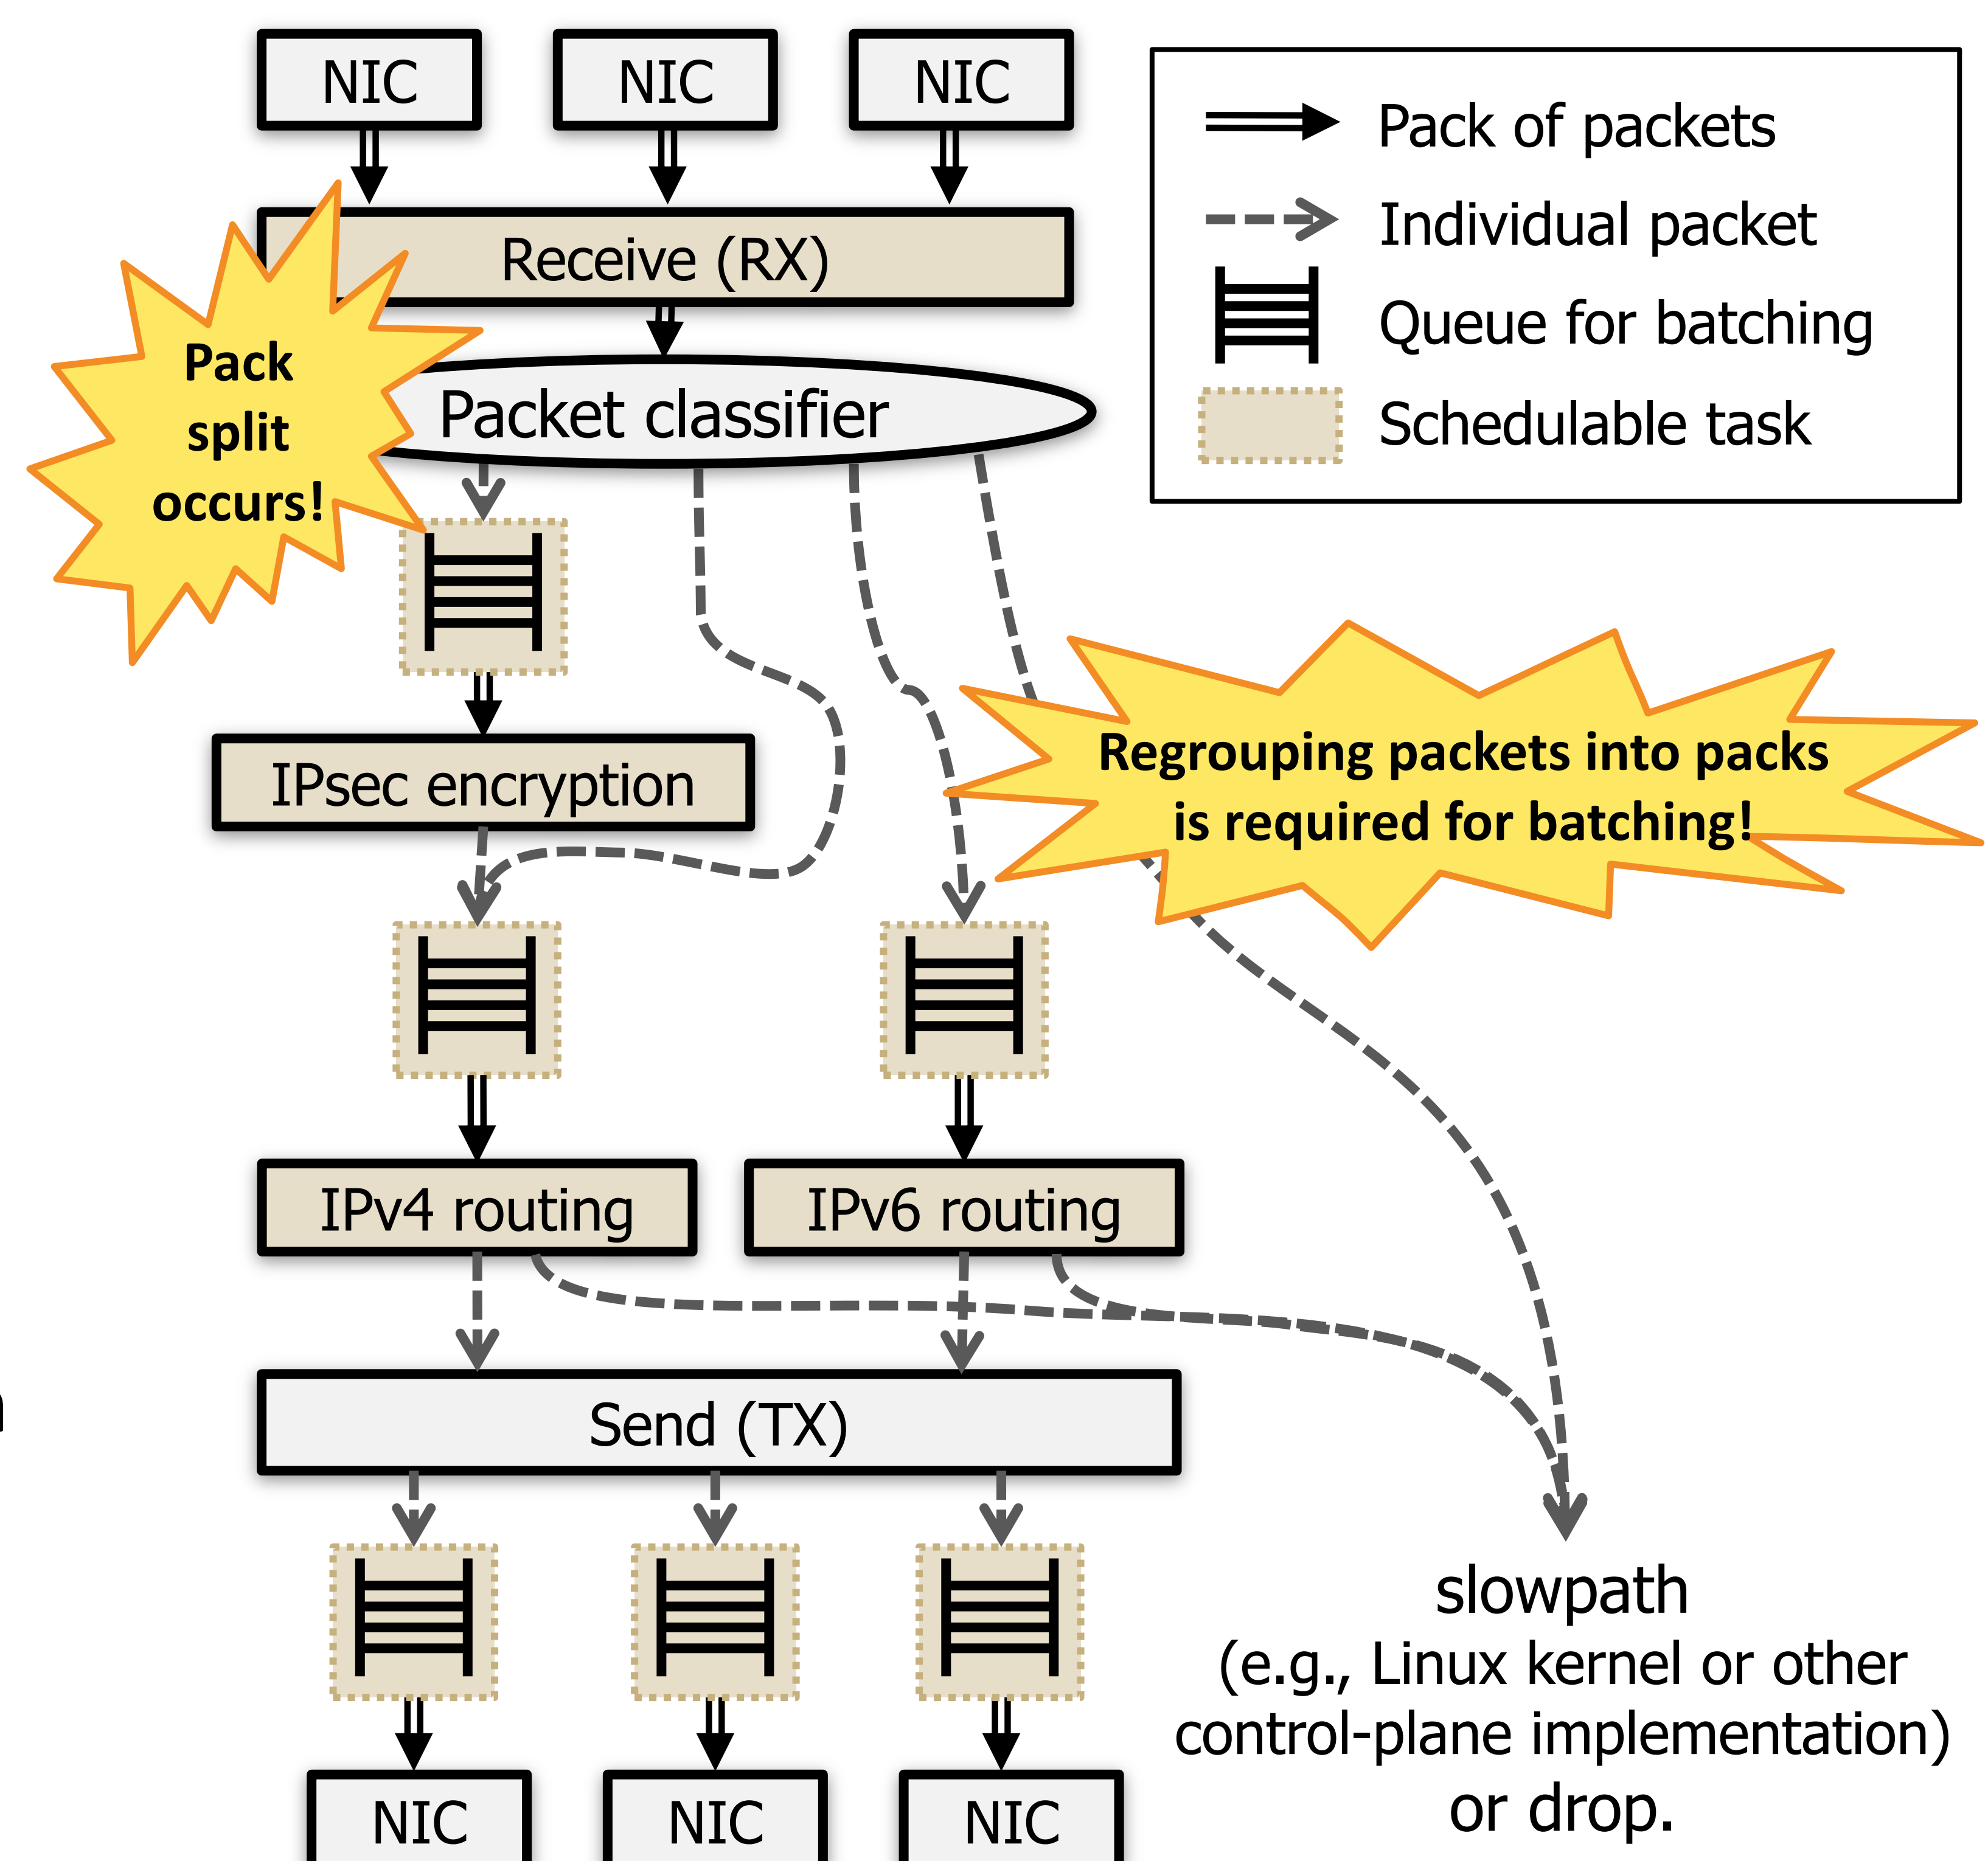 NIC
NIC
NIC
Pack of packets
Individual packet
Queue for batching
Schedulable task
Receive (RX)
Pack
split
occurs!
Packet classifier
Regrouping packets into packs
is required for batching!
IPsec encryption
IPv4 routing
IPv6 routing
Send (TX)
slowpath
(e.g., Linux kernel or other
control-plane implementation)
or drop.
NIC
NIC
NIC